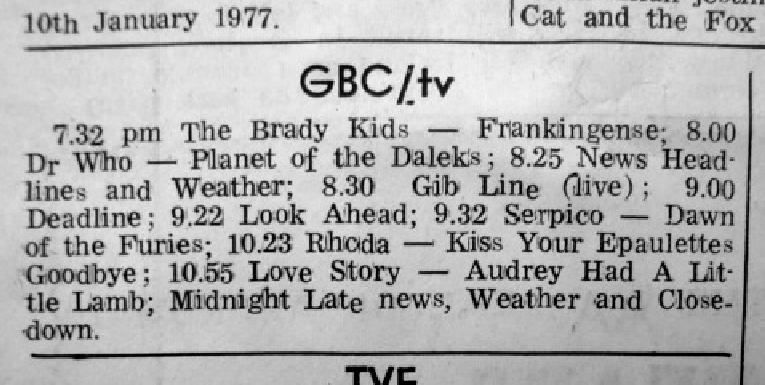 10th January 1977.
Cat and the Fox
GBC/tv
7.32 pm The Brady Kids — Frankingense; 8.00
Dr Who — Planet of the Daleks; 8.25 News Head-
lines and Weather; 8.30 Gib Line (live); 9.00
Deadline; 9.22 Look Ahead; 9.32 Serpico — Dawn
of the Furies; 10.23 Rhoda — Kiss Your Epaulettes
Goodbye; 10.55 Love Story — Audrey Had A Lit-
tle Lamb; Midnight Late news, Weather and Close-
down.